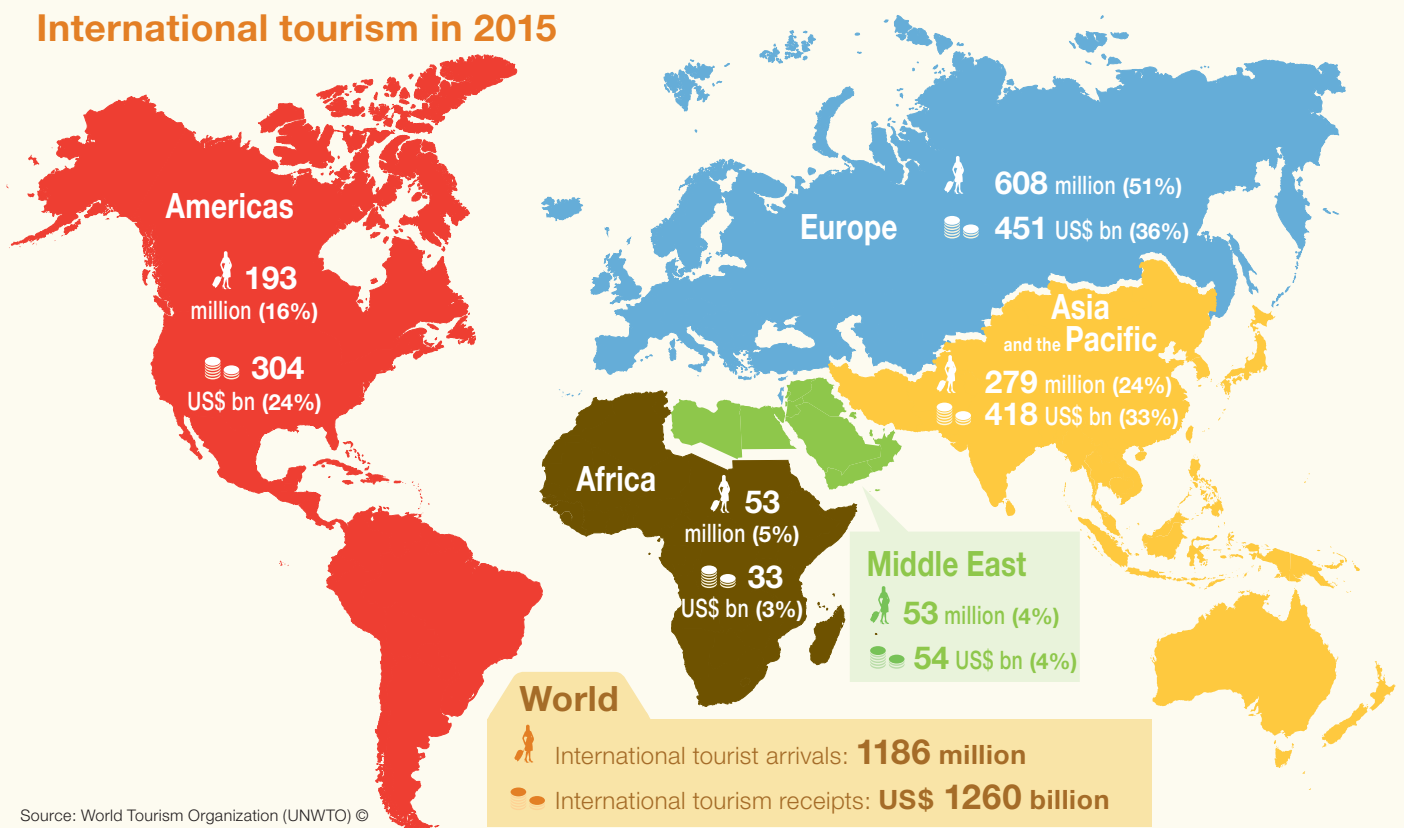 International tourism in 2015
Americas
193
million (16%)
304
US$ bn (24%)
Europe
608 million (51%)
451 US$ bn (36%)
Asia
and the Pacific
279 million (24%)
418 US$ bn (33%)
Africa
53
million (5%)
33
US$ bn (3%)
Middle East
53 million (4%)
54 US$ bn (4%)
World
International tourist arrivals: 1186 million
International tourism receipts: US$ 1260 billion
Source: World Tourism Organization (UNWTO) ©